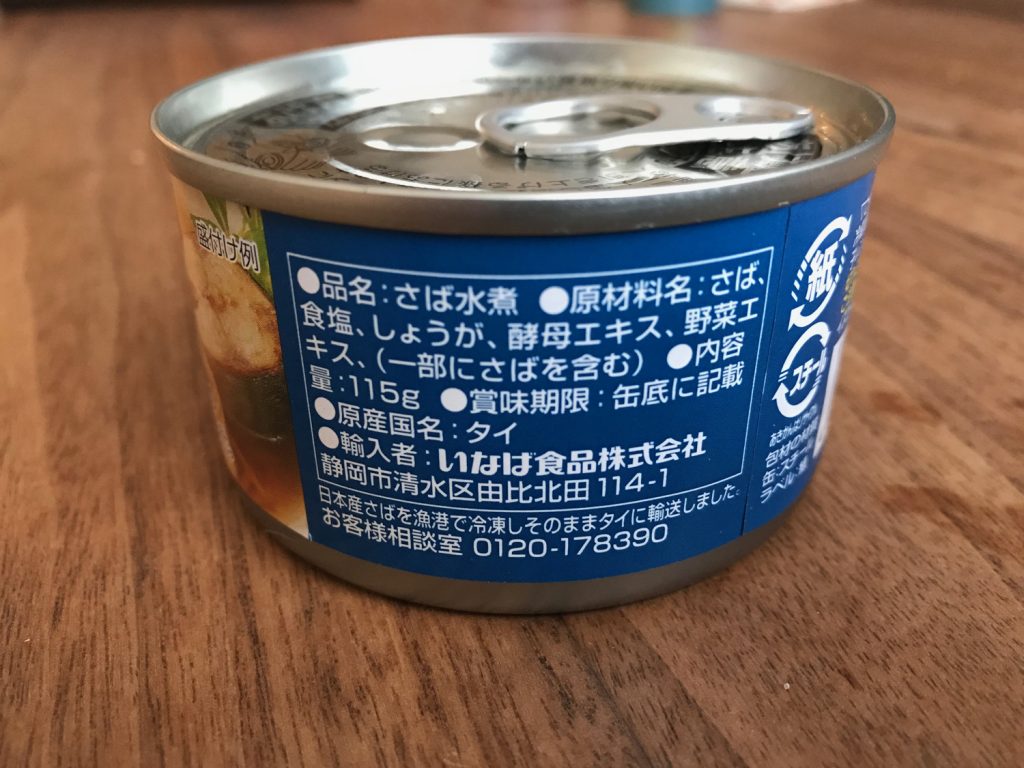 盛付け例
●品名:さば水煮 ●原材料名:さば、
食塩、しょうが、酵母エキス、野菜エ
キス、(一部にさばを含む) ●内容
量:115g ●賞味期限:缶底に記載
●原産国名:タイ
●輸入者:いなば食品株式会社
静岡市清水区由比北田114-1
日本産さばを漁港で冷凍しそのままタイに輸送しました。
お客様相談室 0120-178390
紙
スチール